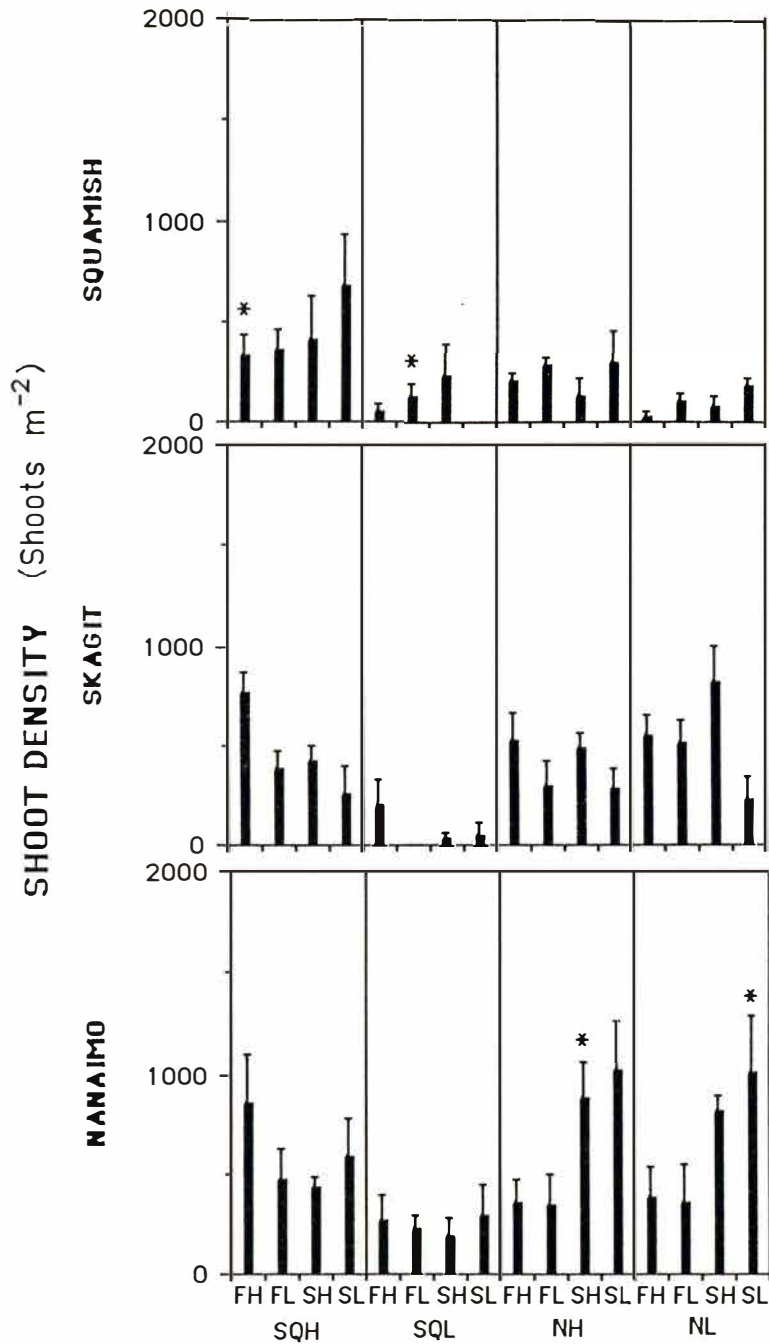 SHOOT DENSITY (Shoots m-2)
SQUAMISH
2000
1000
0
*
*
SKAGIT
2000
1000
0
NANAIMO
2000
1000
0
*
*
FH FL SH SL FH FL SH SL FH FL SH SL FH FL SH SL
SQH SQL NH NL